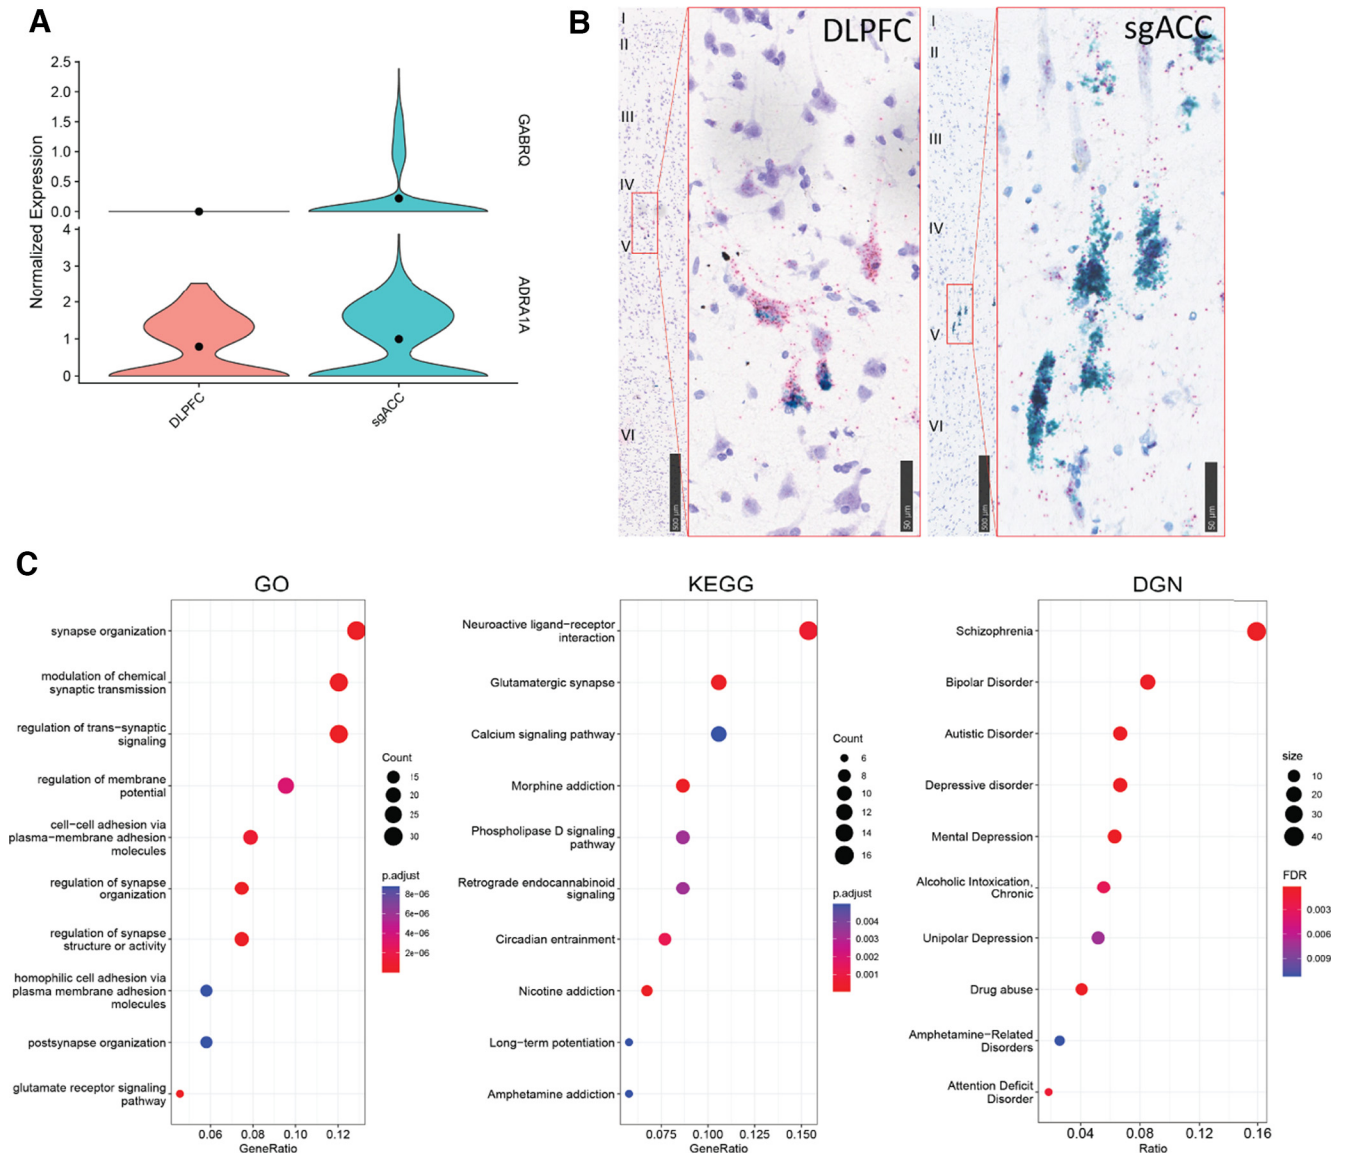 A
2.5
2.0
1.5
1.0
0.5
0.0
GABRQ
4
3
2
1
0
ADRA1A
Normalized Expression
DLPFC
sgACC
B
I
II
III
IV
V
VI
500 µm
DLPFC
50 µm
I
II
III
IV
V
VI
500 µm
sgACC
50 µm
C
GO
synapse organization
modulation of chemical
synaptic transmission
regulation of trans−synaptic
signaling
regulation of membrane
potential
cell−cell adhesion via
plasma−membrane adhesion
molecules
regulation of synapse
organization
regulation of synapse
structure or activity
homophilic cell adhesion via
plasma membrane adhesion
molecules
postsynapse organization
glutamate receptor signaling
pathway
0.06 0.08 0.10 0.12
GeneRatio
Count
15
20
25
30
p.adjust
8e−06
6e−06
4e−06
2e−06
KEGG
Neuroactive ligand−receptor
interaction
Glutamatergic synapse
Calcium signaling pathway
Morphine addiction
Phospholipase D signaling
pathway
Retrograde endocannabinoid
signaling
Circadian entrainment
Nicotine addiction
Long−term potentiation
Amphetamine addiction
0.075 0.100 0.125 0.150
GeneRatio
Count
6
8
10
12
14
16
p.adjust
0.004
0.003
0.002
0.001
DGN
Schizophrenia
Bipolar Disorder
Autistic Disorder
Depressive disorder
Mental Depression
Alcoholic Intoxication,
Chronic
Unipolar Depression
Drug abuse
Amphetamine−Related
Disorders
Attention Deficit
Disorder
0.04 0.08 0.12 0.16
Ratio
size
10
20
30
40
FDR
0.003
0.006
0.009